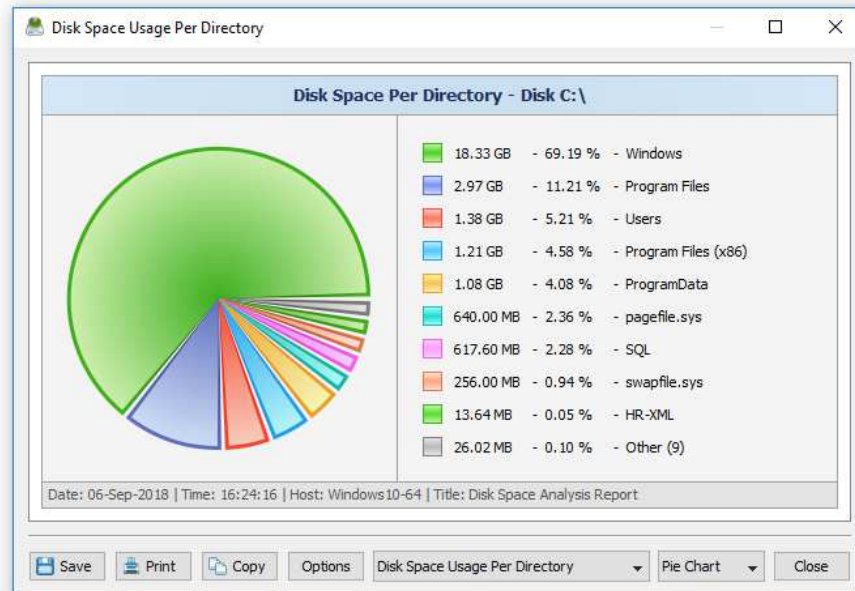 Disk Space Usage Per Directory
Disk Space Per Directory - Disk C:\
18.33 GB - 69.19 % - Windows
2.97 GB - 11.21 % - Program Files
1.38 GB - 5.21 % - Users
1.21 GB - 4.58 % - Program Files (x86)
1.08 GB - 4.08 % - ProgramData
640.00 MB - 2.36 % - pagefile.sys
617.60 MB - 2.28 % - SQL
256.00 MB - 0.94 % - swapfile.sys
13.64 MB - 0.05 % - HR-XML
26.02 MB - 0.10 % - Other (9)
Date: 06-Sep-2018 | Time: 16:24:16 | Host: Windows10-64 | Title: Disk Space Analysis Report
Save Print Copy Options Disk Space Usage Per Directory Pie Chart Close